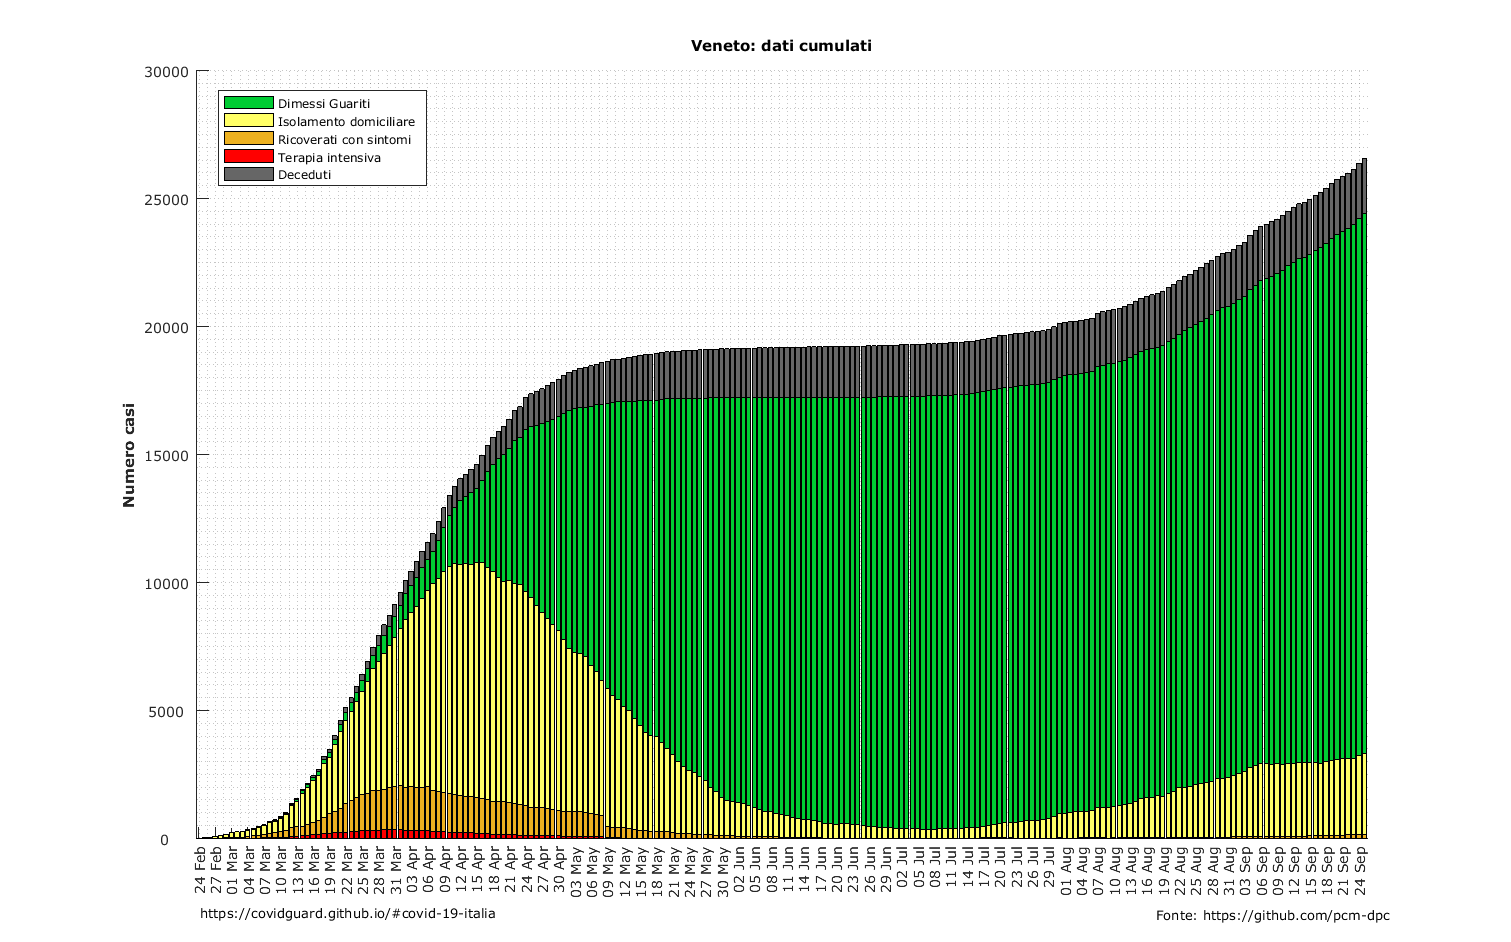 Veneto: dati cumulati
30000
25000
20000
15000
10000
5000
0
Numero casi
Dimessi Guariti
Isolamento domiciliare
Ricoverati con sintomi
Terapia intensiva
Deceduti
24 Feb
27 Feb
01 Mar
04 Mar
07 Mar
10 Mar
13 Mar
16 Mar
19 Mar
22 Mar
25 Mar
28 Mar
31 Mar
03 Apr
06 Apr
09 Apr
12 Apr
15 Apr
18 Apr
21 Apr
24 Apr
27 Apr
30 Apr
03 May
06 May
09 May
12 May
15 May
18 May
21 May
24 May
27 May
30 May
02 Jun
05 Jun
08 Jun
11 Jun
14 Jun
17 Jun
20 Jun
23 Jun
26 Jun
29 Jun
02 Jul
05 Jul
08 Jul
11 Jul
14 Jul
17 Jul
20 Jul
23 Jul
26 Jul
29 Jul
01 Aug
04 Aug
07 Aug
10 Aug
13 Aug
16 Aug
19 Aug
22 Aug
25 Aug
28 Aug
31 Aug
03 Sep
06 Sep
09 Sep
12 Sep
15 Sep
18 Sep
21 Sep
24 Sep
https://covidguard.github.io/#covid-19-italia
Fonte: https://github.com/pcm-dpc